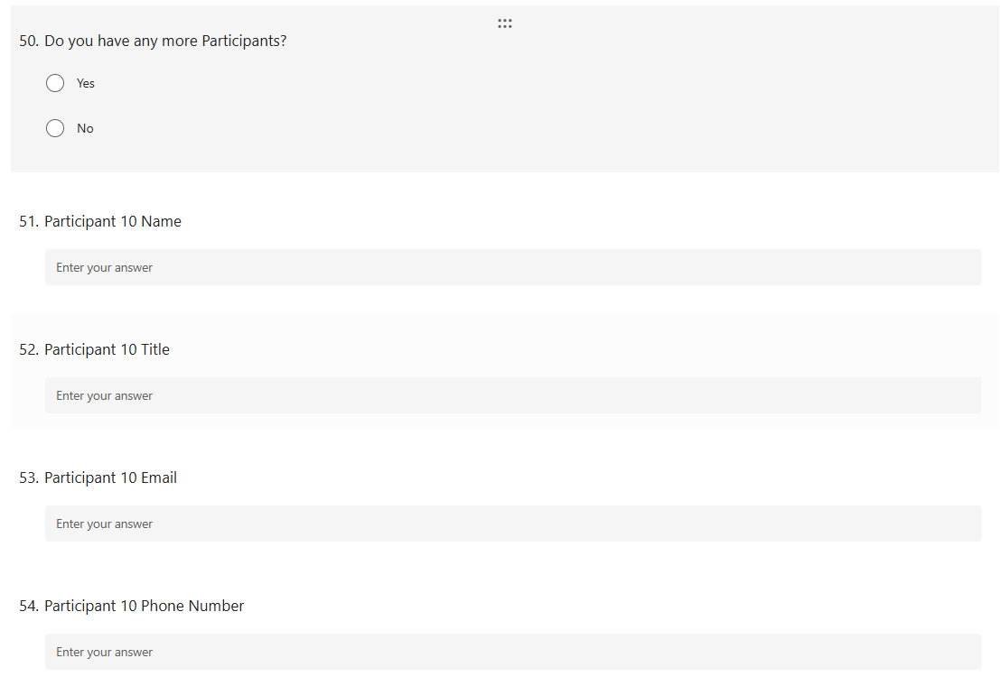 50. Do you have any more Participants?
Yes
No
51. Participant 10 Name
Enter your answer
52. Participant 10 Title
Enter your answer
53. Participant 10 Email
Enter your answer
54. Participant 10 Phone Number
Enter your answer